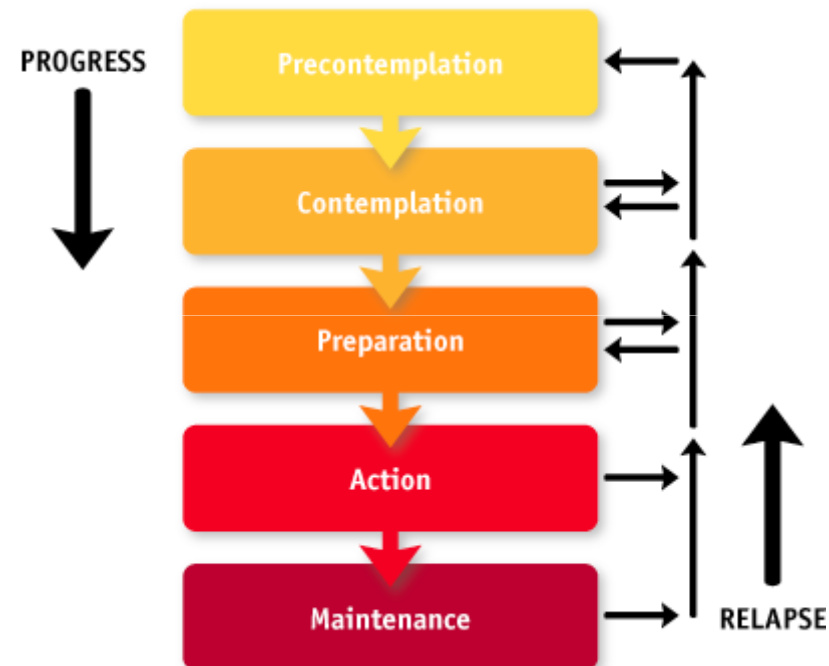 PROGRESS
Precontemplation
Contemplation
Preparation
Action
Maintenance
RELAPSE